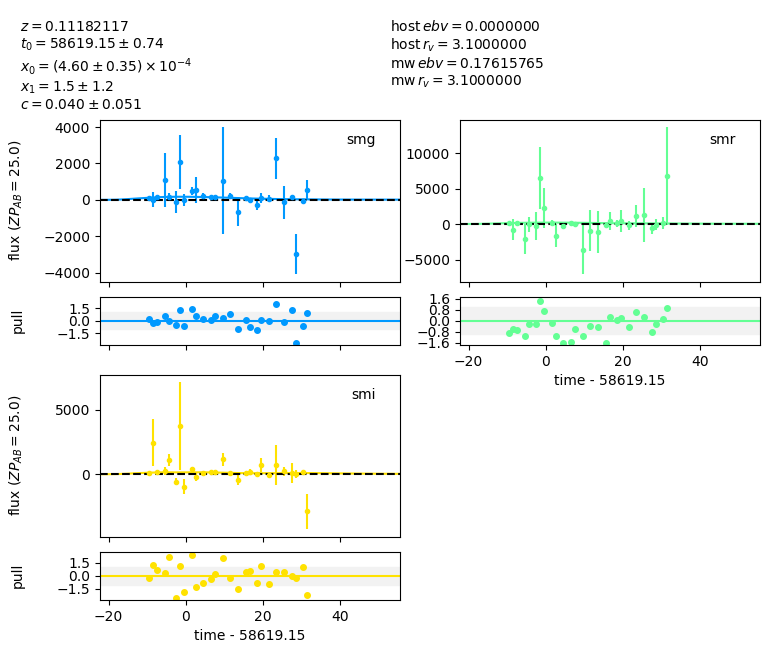 z = 0.11182117
t₀ = 58619.15 ± 0.74
x₀ = (4.60 ± 0.35) × 10⁻⁴
x₁ = 1.5 ± 1.2
c = 0.040 ± 0.051
host ebv = 0.0000000
host r_v = 3.1000000
mw ebv = 0.17615765
mw r_v = 3.1000000
smg
flux (ZP_AB = 25.0)
4000
2000
0
−2000
−4000
pull
1.5
0.0
−1.5
smr
10000
5000
0
−5000
1.6
0.8
0.0
−0.8
−1.6
−20 0 20 40
time - 58619.15
smi
flux (ZP_AB = 25.0)
5000
0
pull
1.5
0.0
−1.5
−20 0 20 40
time - 58619.15